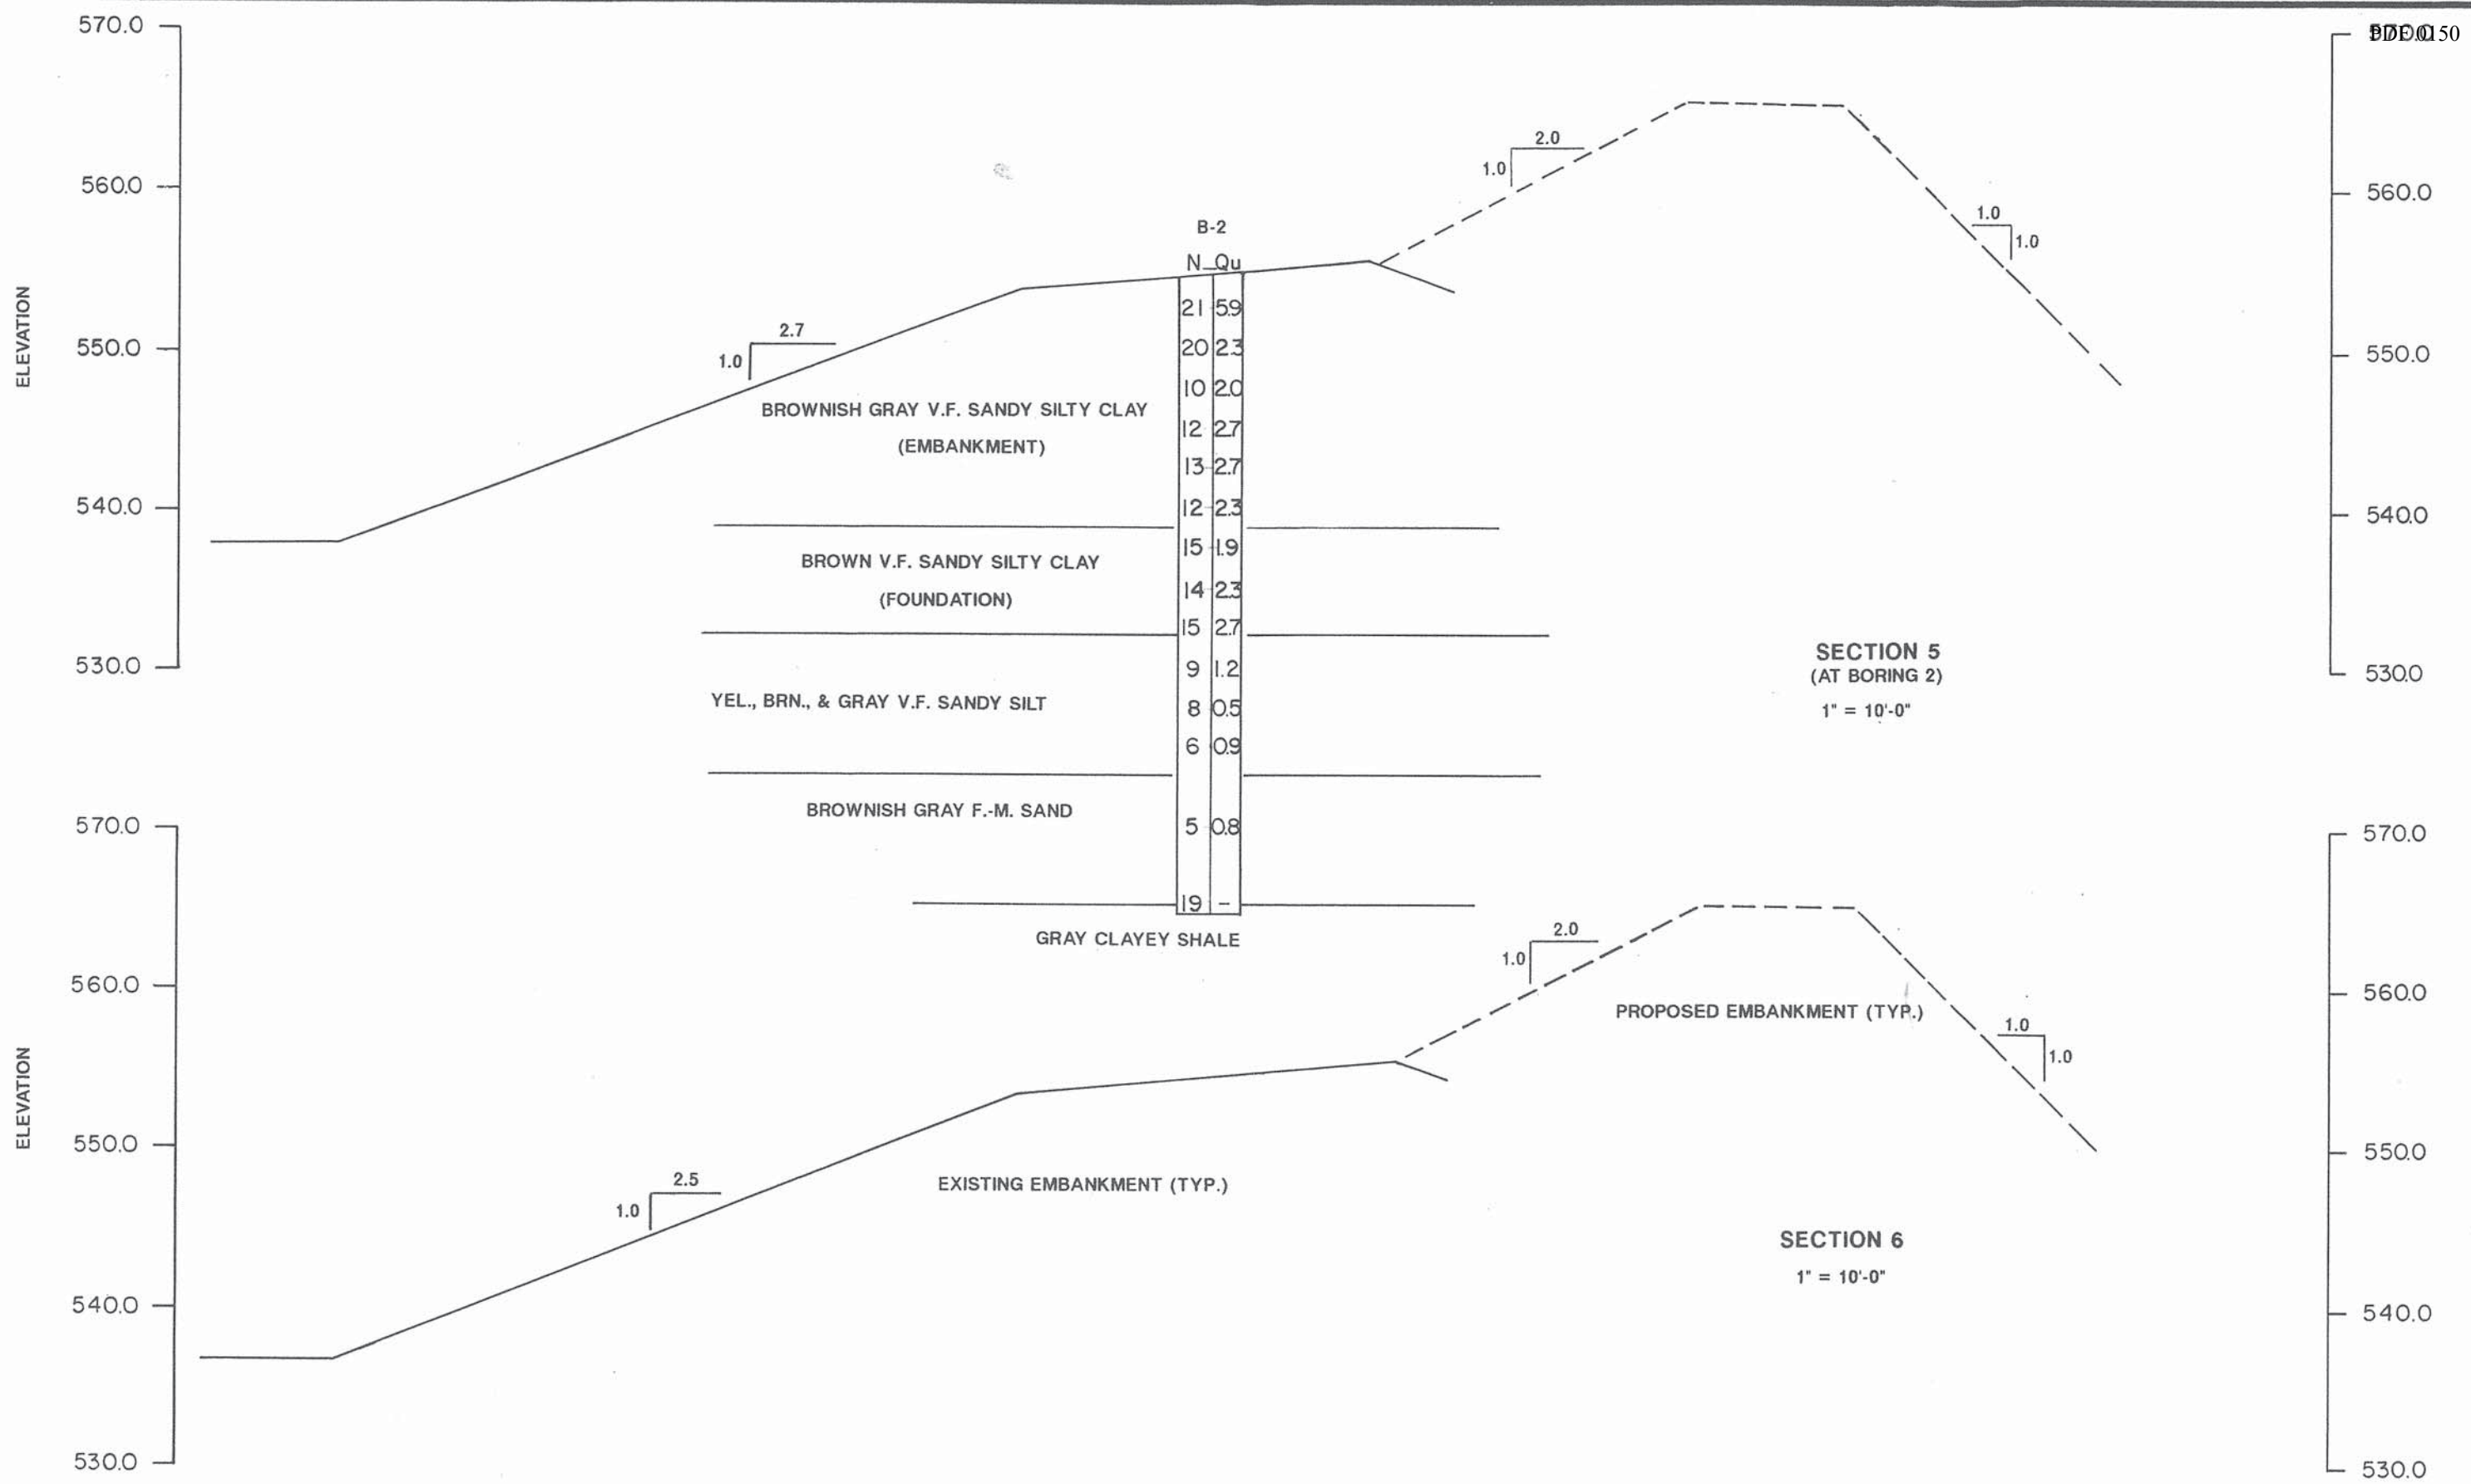 570.0
PDF.0150
2.0
1.0
560.0
560.0
B-2
1.0
1.0
N Qu
ELEVATION
21 5.9
2.7
1.0
550.0
20 2.3
550.0
10 2.0
BROWNISH GRAY V.F. SANDY SILTY CLAY
12 2.7
(EMBANKMENT)
13 2.7
540.0
12 2.3
540.0
15 1.9
BROWN V.F. SANDY SILTY CLAY
14 2.3
(FOUNDATION)
15 2.7
SECTION 5
530.0
9 1.2
(AT BORING 2)
530.0
YEL., BRN., & GRAY V.F. SANDY SILT
8 0.5
1" = 10'-0"
6 0.9
BROWNISH GRAY F.-M. SAND
570.0
5 0.8
570.0
19 -
GRAY CLAYEY SHALE
2.0
1.0
560.0
560.0
PROPOSED EMBANKMENT (TYP.)
1.0
1.0
ELEVATION
550.0
550.0
2.5
1.0
EXISTING EMBANKMENT (TYP.)
SECTION 6
1" = 10'-0"
540.0
540.0
530.0
530.0